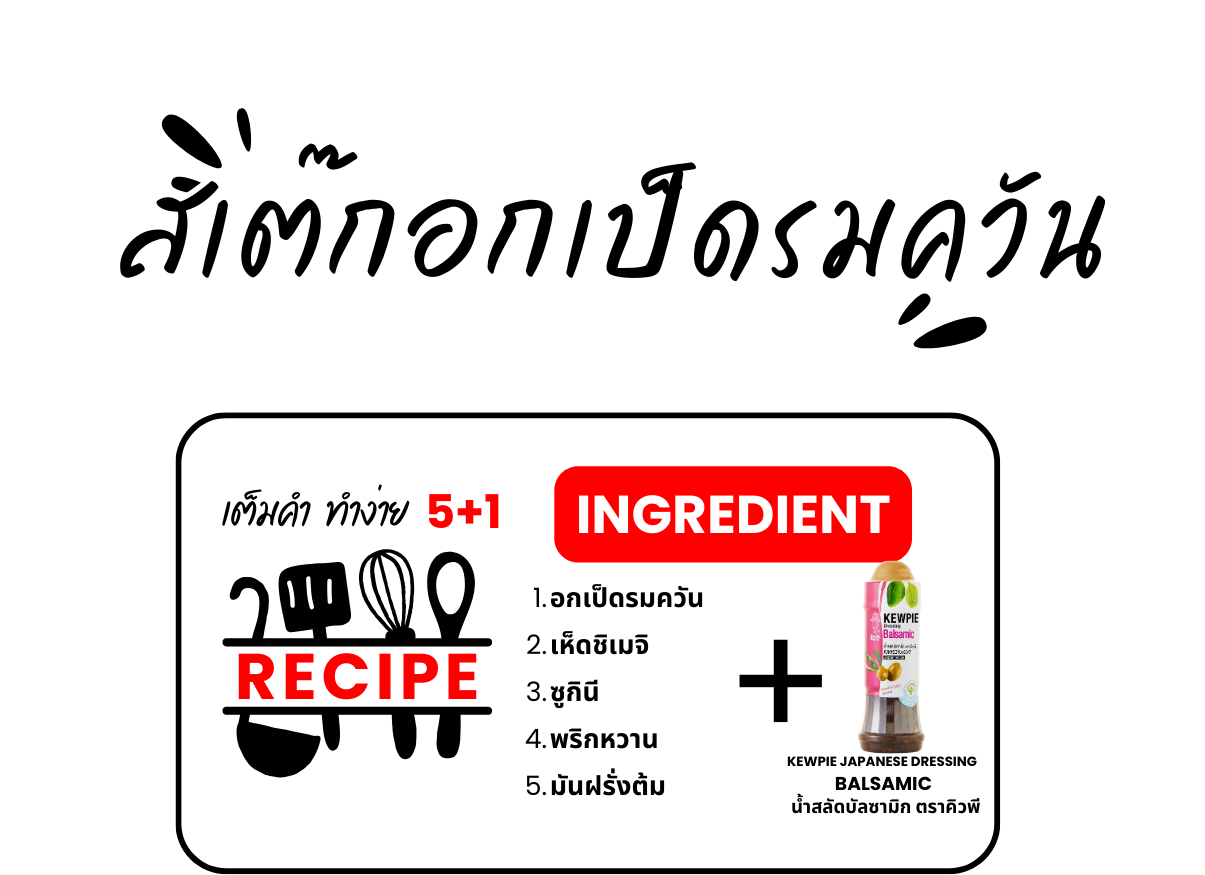 สเต๊กอกเป็ดรมควัน
เต็มคำ ทำง่าย 5+1
RECIPE
INGREDIENT
1. อกเป็ดรมควัน
2. เห็ดชิเมจิ
3. ซูกินี
4. พริกหวาน
5. มันฝรั่งต้ม
+
KEWPIE
Dressing
Balsamic
KEWPIE JAPANESE DRESSING
BALSAMIC
น้ำสลัดบัลซามิก ตราคิวพี